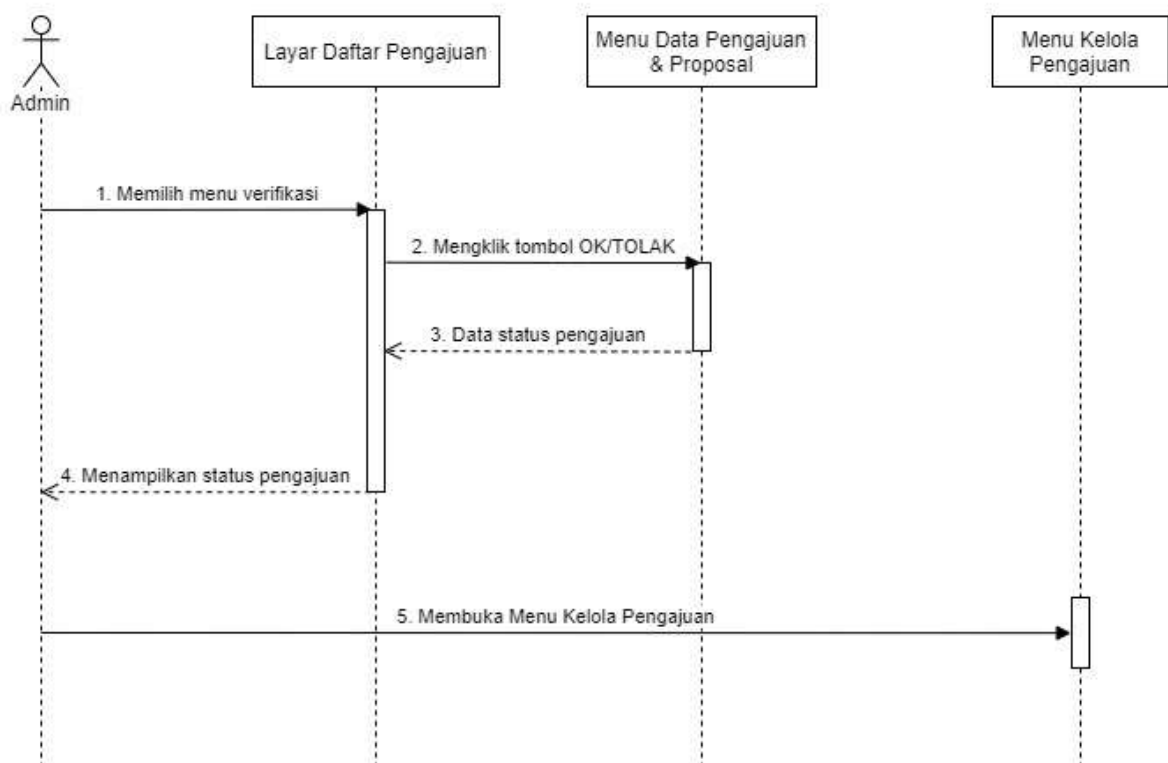 Admin
Layar Daftar Pengajuan
Menu Data Pengajuan
& Proposal
Menu Kelola
Pengajuan
1. Memilih menu verifikasi
2. Mengklik tombol OK/TOLAK
3. Data status pengajuan
4. Menampilkan status pengajuan
5. Membuka Menu Kelola Pengajuan